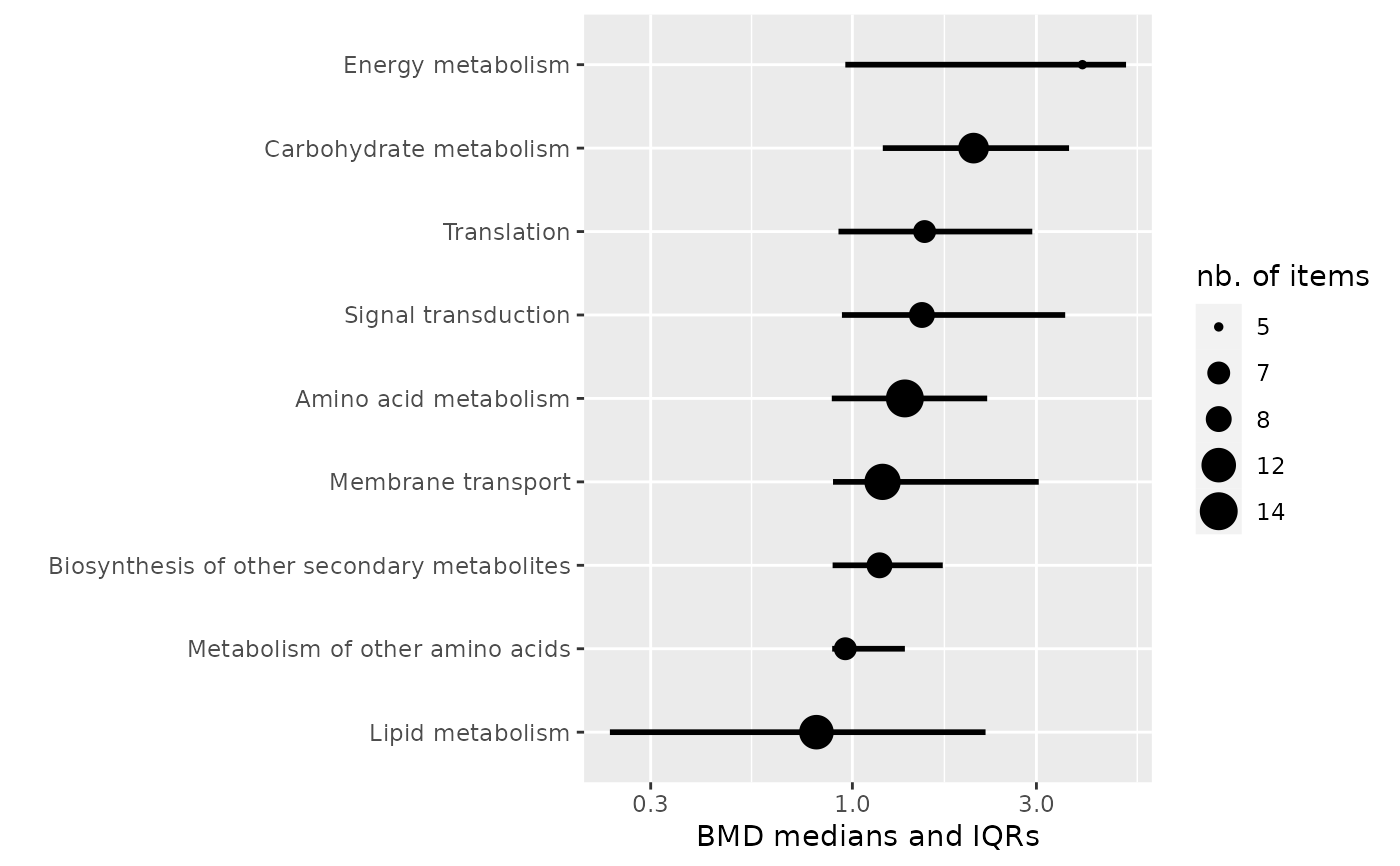 Energy metabolism
Carbohydrate metabolism
Translation
Signal transduction
Amino acid metabolism
Membrane transport
Biosynthesis of other secondary metabolites
Metabolism of other amino acids
Lipid metabolism
0.3 1.0 3.0
BMD medians and IQRs
nb. of items
5
7
8
12
14